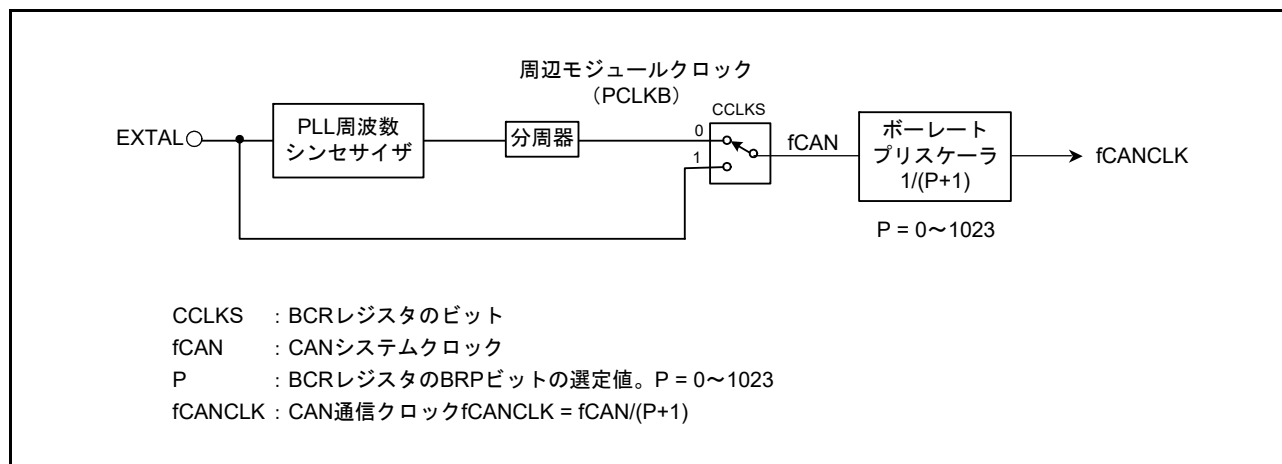 周辺モジュールクロック
（PCLKB）
CCLKS
EXTAL
PLL周波数
シンセサイザ
分周器
0
1
fCAN
ボーレート
プリスケーラ
1/(P+1)
fCANCLK
P = 0～1023
CCLKS : BCRレジスタのビット
fCAN : CANシステムクロック
P : BCRレジスタのBRPビットの選定値。P = 0～1023
fCANCLK : CAN通信クロックfCANCLK = fCAN/(P+1)